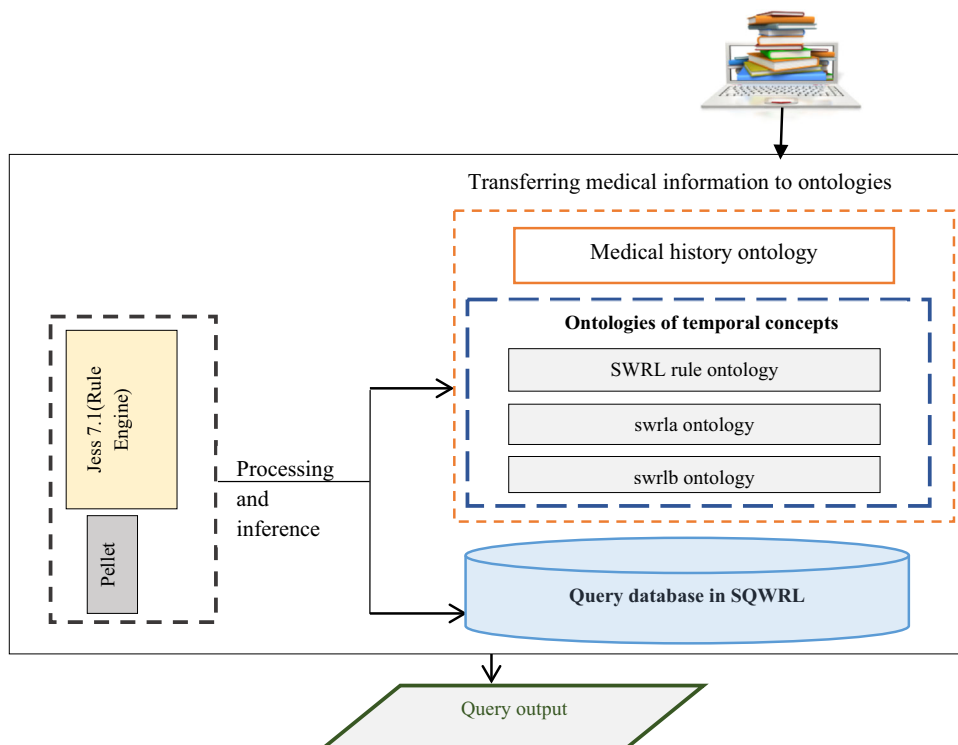 Transferring medical information to ontologies
Medical history ontology
Ontologies of temporal concepts
SWRL rule ontology
swrla ontology
swrlb ontology
Jess 7.1(Rule
Engine)
Pellet
Processing
and
inference
Query database in SQWRL
Query output